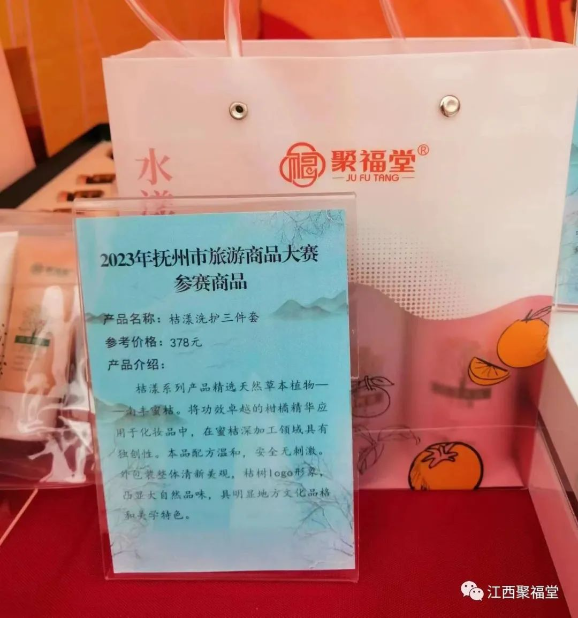 聚福堂®
JU FU TANG
水漾
2023年抚州市旅游商品大赛
参赛商品
产品名称：桔漾洗护三件套
参考价格：378元
产品介绍：
桔漾系列产品精选天然草本植物—
—南丰蜜桔。将功效卓越的柑橘精华应
用于化妆品中，在蜜桔深加工领域具有
独创性。本品配方温和，安全无刺激。
外包装整体清新美观，桔树logo形象，
凸显大自然品味，具明显地方文化品格
和美学特色。
江西聚福堂